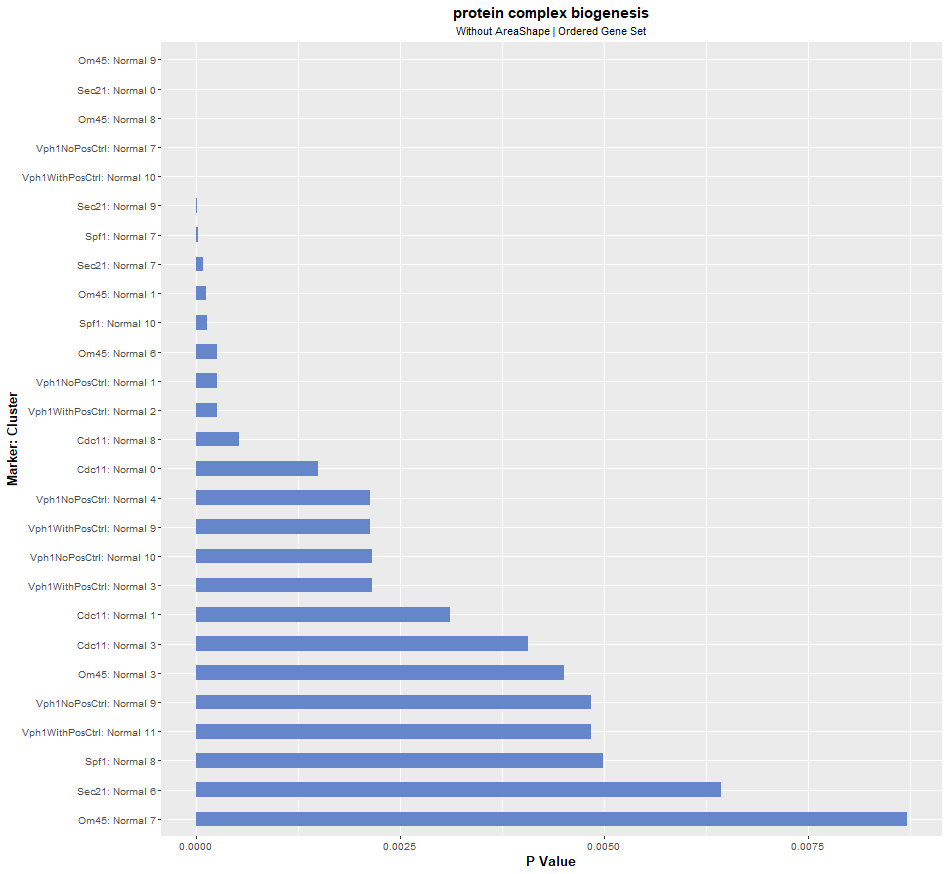 protein complex biogenesis
Without AreaShape | Ordered Gene Set
Om45: Normal 9
Sec21: Normal 0
Om45: Normal 8
Vph1NoPosCtrl: Normal 7
Vph1WithPosCtrl: Normal 10
Sec21: Normal 9
Spf1: Normal 7
Sec21: Normal 7
Om45: Normal 1
Spf1: Normal 10
Om45: Normal 6
Vph1NoPosCtrl: Normal 1
Vph1WithPosCtrl: Normal 2
Cdc11: Normal 8
Cdc11: Normal 0
Vph1NoPosCtrl: Normal 4
Vph1WithPosCtrl: Normal 9
Vph1NoPosCtrl: Normal 10
Vph1WithPosCtrl: Normal 3
Cdc11: Normal 1
Cdc11: Normal 3
Om45: Normal 3
Vph1NoPosCtrl: Normal 9
Vph1WithPosCtrl: Normal 11
Spf1: Normal 8
Sec21: Normal 6
Om45: Normal 7
Marker: Cluster
0.0000 0.0025 0.0050 0.0075
P Value